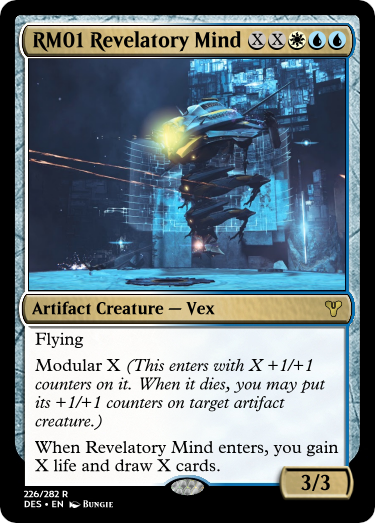 RM01 Revelatory Mind X X
Artifact Creature — Vex
Flying
Modular X (This enters with X +1/+1
counters on it. When it dies, you may put
its +1/+1 counters on target artifact
creature.)
When Revelatory Mind enters, you gain
X life and draw X cards.
3/3
226/282 R
DES • EN BUNGIE